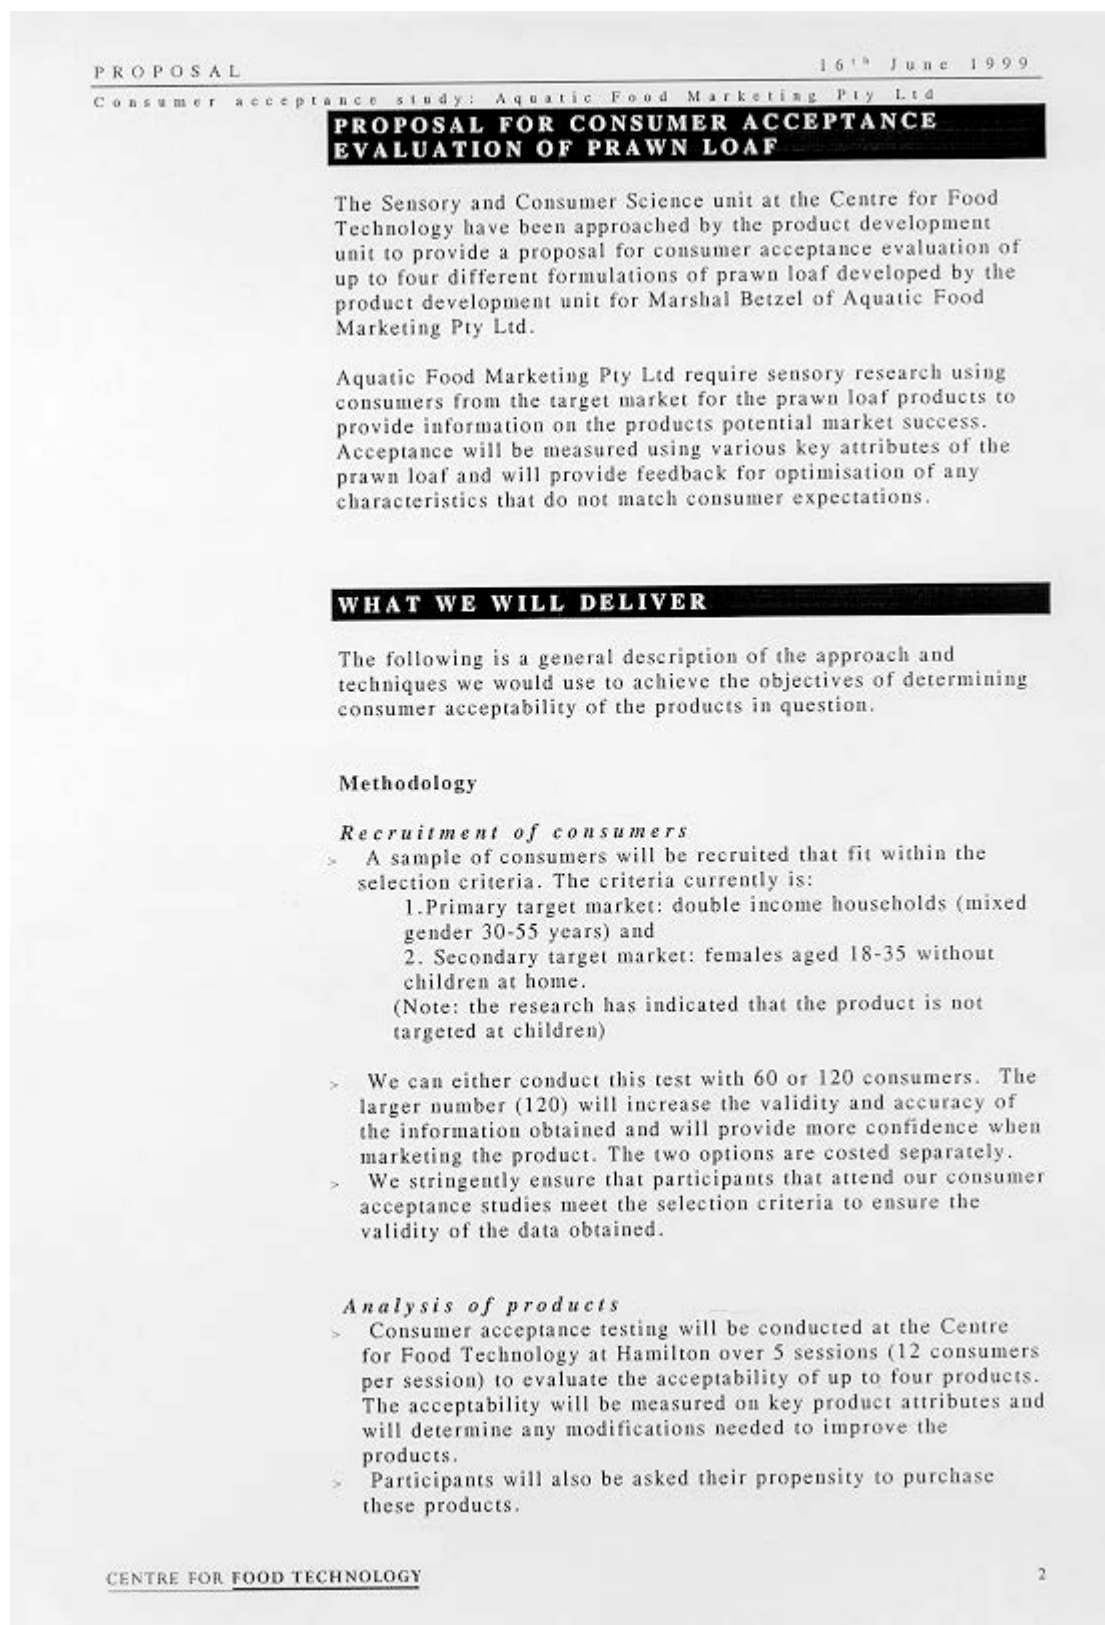 PROPOSAL
16th June 1999
Consumer acceptance study: Aquatic Food Marketing Pty Ltd
PROPOSAL FOR CONSUMER ACCEPTANCE
EVALUATION OF PRAWN LOAF
The Sensory and Consumer Science unit at the Centre for Food
Technology have been approached by the product development
unit to provide a proposal for consumer acceptance evaluation of
up to four different formulations of prawn loaf developed by the
product development unit for Marshal Betzel of Aquatic Food
Marketing Pty Ltd.
Aquatic Food Marketing Pty Ltd require sensory research using
consumers from the target market for the prawn loaf products to
provide information on the products potential market success.
Acceptance will be measured using various key attributes of the
prawn loaf and will provide feedback for optimisation of any
characteristics that do not match consumer expectations.
WHAT WE WILL DELIVER
The following is a general description of the approach and
techniques we would use to achieve the objectives of determining
consumer acceptability of the products in question.
Methodology
Recruitment of consumers
> A sample of consumers will be recruited that fit within the
selection criteria. The criteria currently is:
1.Primary target market: double income households (mixed
gender 30-55 years) and
2. Secondary target market: females aged 18-35 without
children at home.
(Note: the research has indicated that the product is not
targeted at children)
> We can either conduct this test with 60 or 120 consumers. The
larger number (120) will increase the validity and accuracy of
the information obtained and will provide more confidence when
marketing the product. The two options are costed separately.
> We stringently ensure that participants that attend our consumer
acceptance studies meet the selection criteria to ensure the
validity of the data obtained.
Analysis of products
> Consumer acceptance testing will be conducted at the Centre
for Food Technology at Hamilton over 5 sessions (12 consumers
per session) to evaluate the acceptability of up to four products.
The acceptability will be measured on key product attributes and
will determine any modifications needed to improve the
products.
> Participants will also be asked their propensity to purchase
these products.
CENTRE FOR FOOD TECHNOLOGY
2